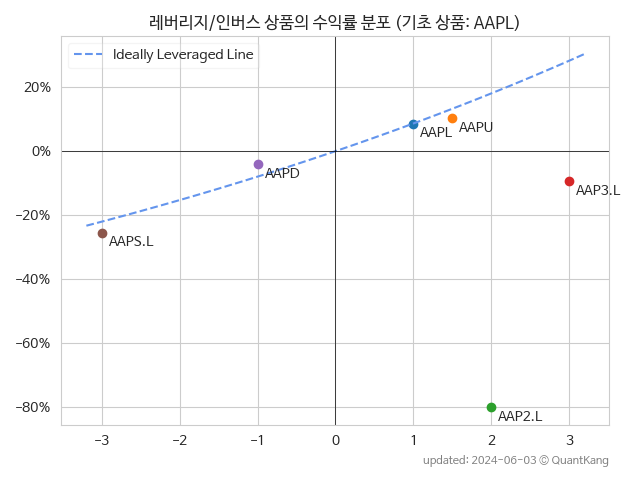 레버리지/인버스 상품의 수익률 분포 (기초 상품: AAPL)
Ideally Leveraged Line
20%
0%
−20%
−40%
−60%
−80%
AAPL
AAPU
AAPD
AAP3.L
AAPS.L
AAP2.L
−3
−2
−1
0
1
2
3
updated: 2024-06-03 © QuantKang